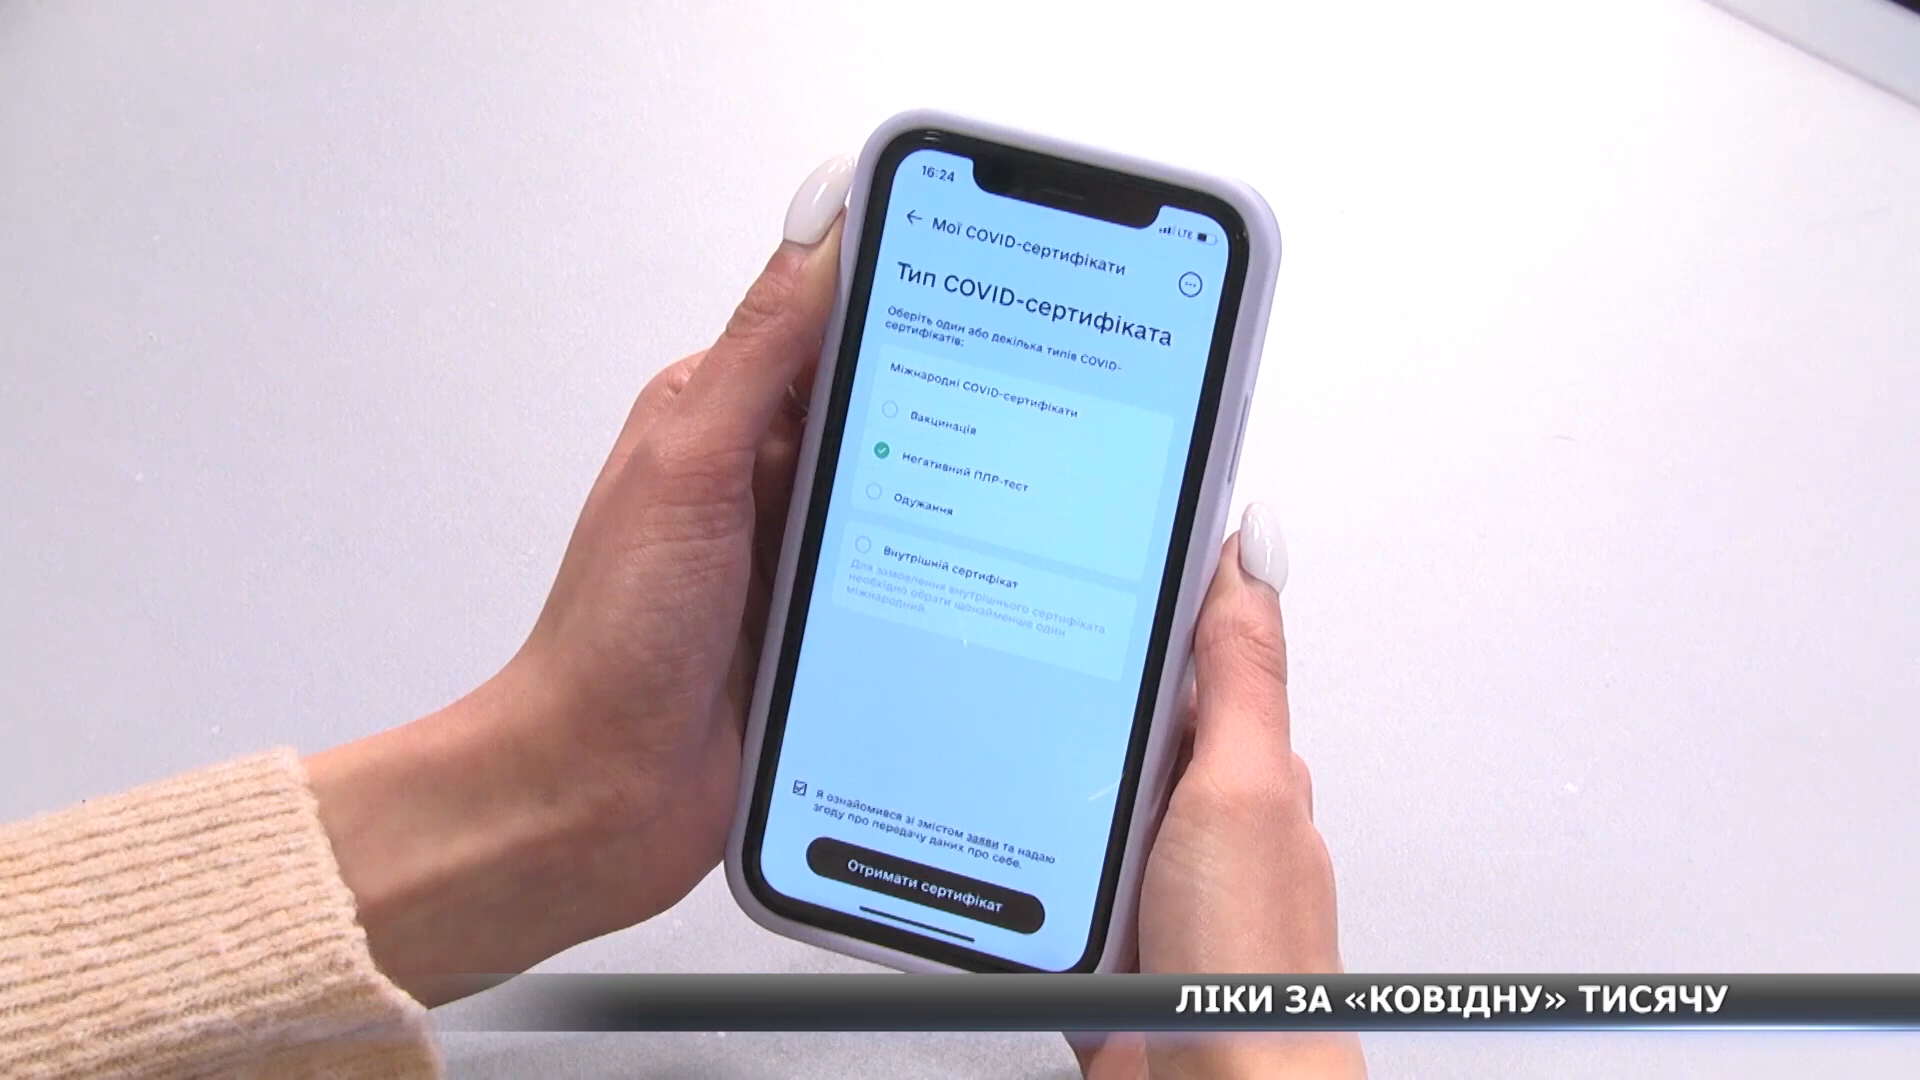 16:24
LTE
Мої COVID-сертифікати
Тип COVID-сертифіката
Оберіть один або декілька типів COVID-
сертифікатів:
Міжнародні COVID-сертифікати
Вакцинація
Негативний ПЛР-тест
Одужання
Внутрішній сертифікат
Для замовлення внутрішнього сертифіката
необхідно обрати щонайменше один
міжнародний.
Я ознайомився зі змістом заяви та надаю
згоду про передачу даних про себе.
Отримати сертифікат
ЛІКИ ЗА «КОВІДНУ» ТИСЯЧУ